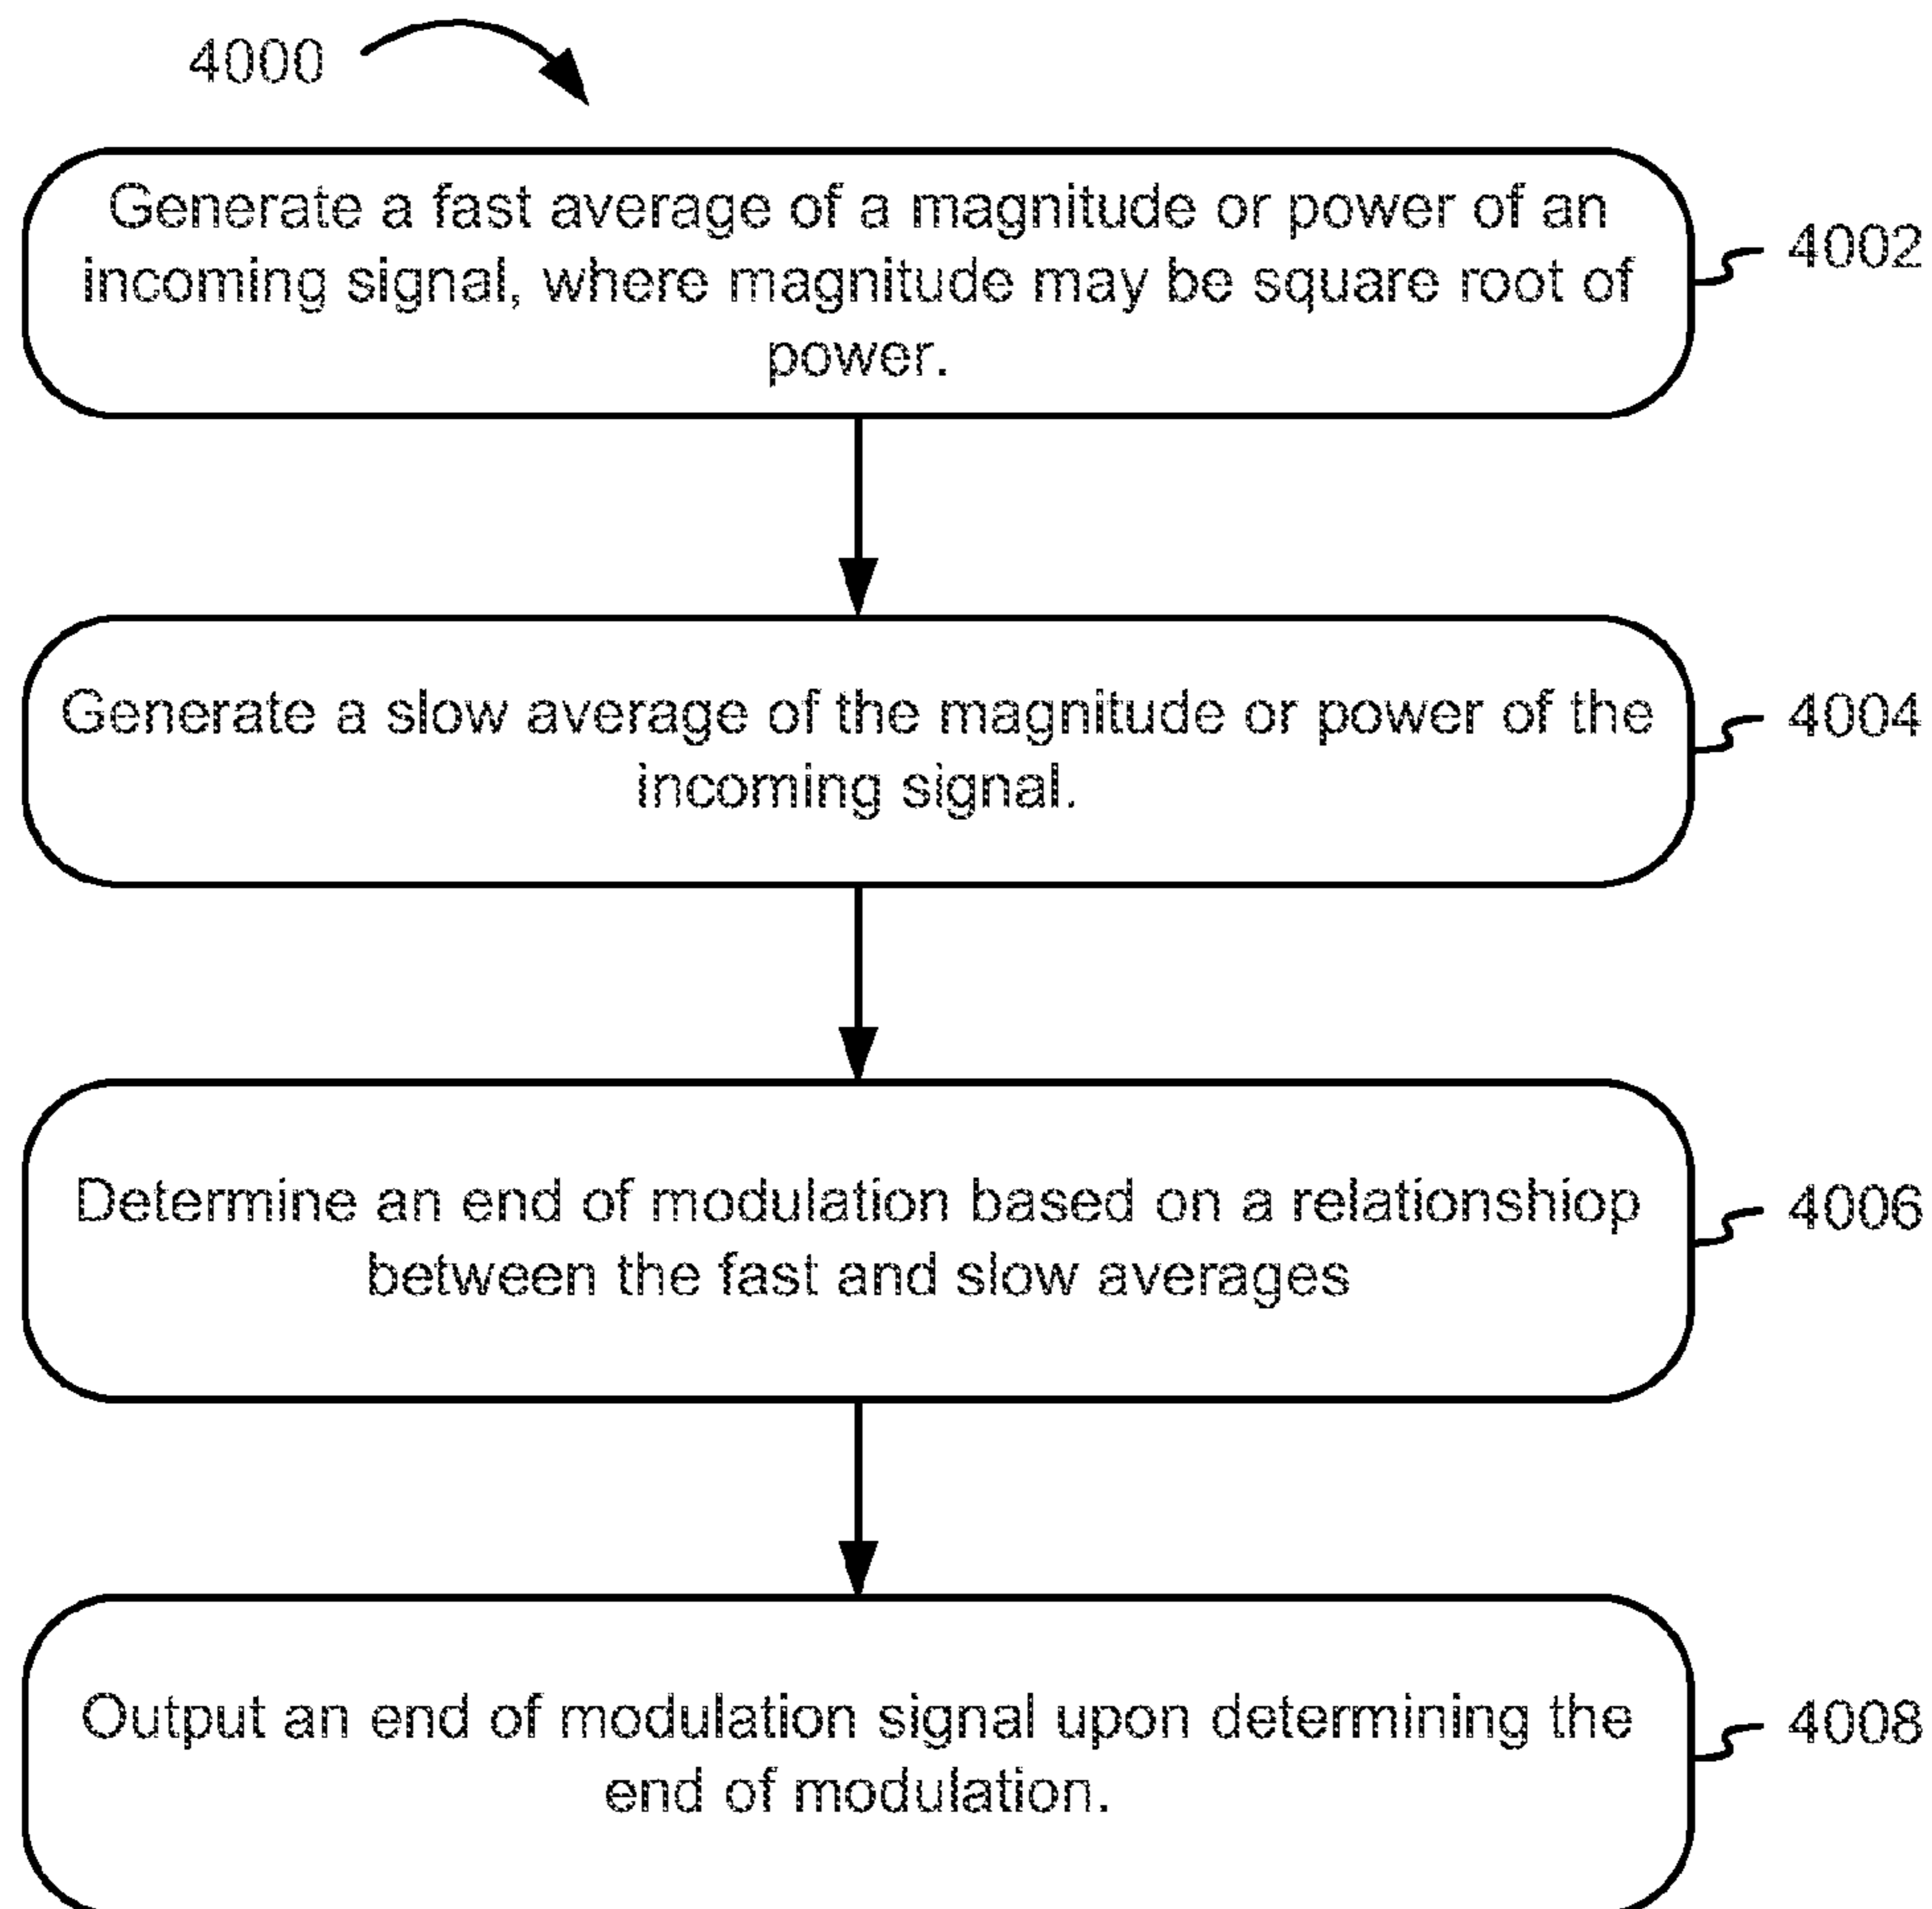 4000
Generate a fast average of a magnitude or power of an
incoming signal, where magnitude may be square root of
power.
4002
Generate a slow average of the magnitude or power of the
incoming signal.
4004
Determine an end of modulation based on a relationshiop
between the fast and slow averages
4006
Output an end of modulation signal upon determining the
end of modulation.
4008